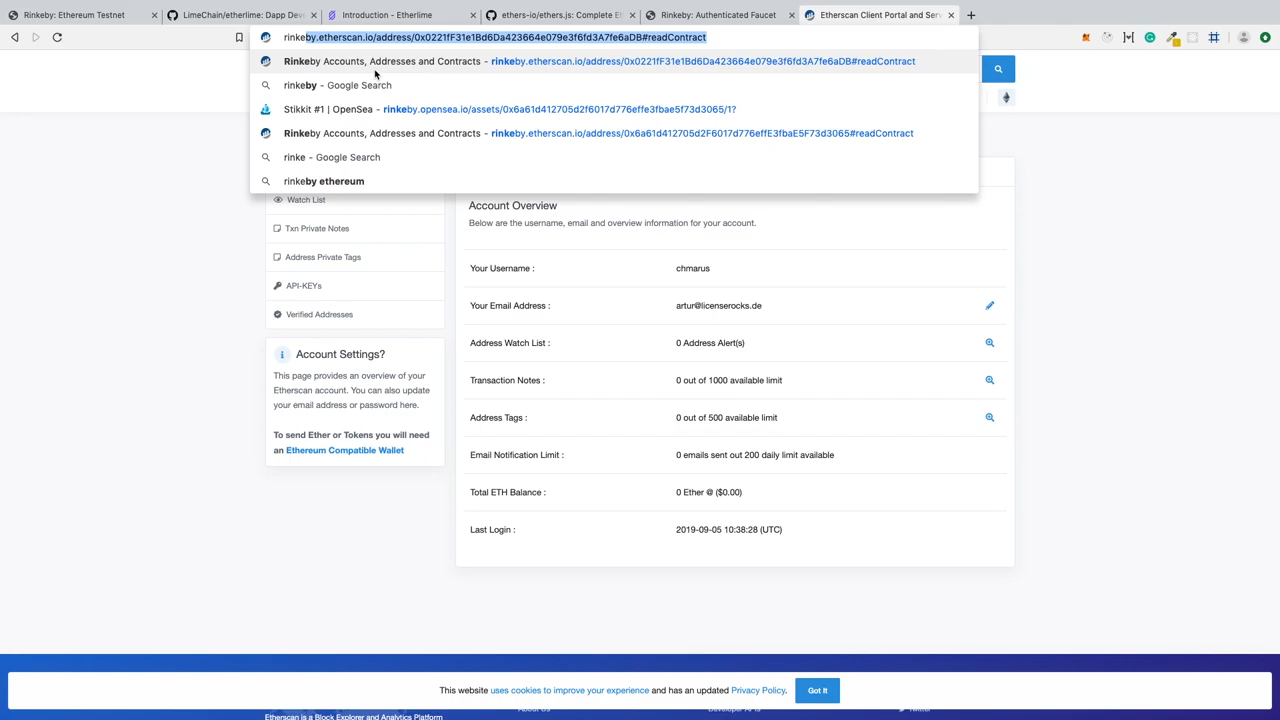 Rinkeby: Ethereum Testnet
LimeChain/etherlime: Dapp Dev
Introduction - Etherlime
ethers-io/ethers.js: Complete Et
Rinkeby: Authenticated Faucet
Etherscan Client Portal and Serv
rinkeby.etherscan.io/address/0x0221fF31e1Bd6Da423664e079e3f6fd3A7fe6aDB#readContract
Rinkeby Accounts, Addresses and Contracts - rinkeby.etherscan.io/address/0x0221fF31e1Bd6Da423664e079e3f6fd3A7fe6aDB#readContract
rinkeby - Google Search
Stikkit #1 | OpenSea - rinkeby.opensea.io/assets/0x6a61d412705d2f6017d776effe3fbae5f73d3065/1?
Rinkeby Accounts, Addresses and Contracts - rinkeby.etherscan.io/address/0x6a61d412705d2F6017d776effE3fbaE5F73d3065#readContract
rinke - Google Search
rinkeby ethereum
Watch List
Txn Private Notes
Address Private Tags
API-KEYs
Verified Addresses
Account Settings?
This page provides an overview of your
Etherscan account. You can also update
your email address or password here.
To send Ether or Tokens you will need
an Ethereum Compatible Wallet
Account Overview
Below are the username, email and overview information for your account.
Your Username : chmarus
Your Email Address : artur@licenserocks.de
Address Watch List : 0 Address Alert(s)
Transaction Notes : 0 out of 1000 available limit
Address Tags : 0 out of 500 available limit
Email Notification Limit : 0 emails sent out 200 daily limit available
Total ETH Balance : 0 Ether @ ($0.00)
Last Login : 2019-09-05 10:38:28 (UTC)
This website uses cookies to improve your experience and has an updated Privacy Policy. Got It
Etherscan is a Block Explorer and Analytics Platform
About Us
Developer APIs
Twitter